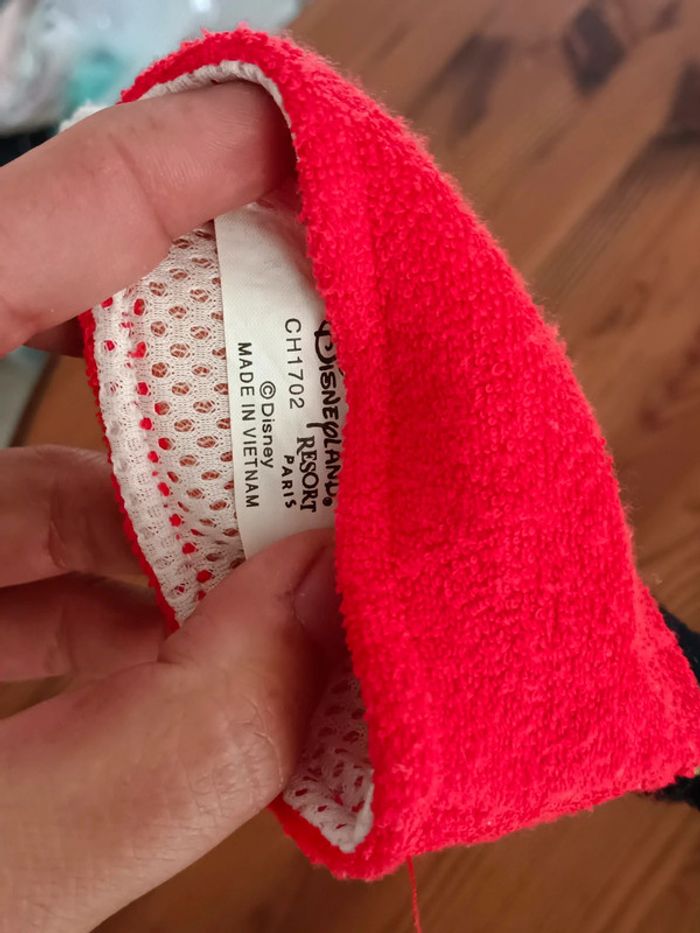 Disneyland®
RESORT
PARIS
CH1702
©Disney
MADE IN VIETNAM